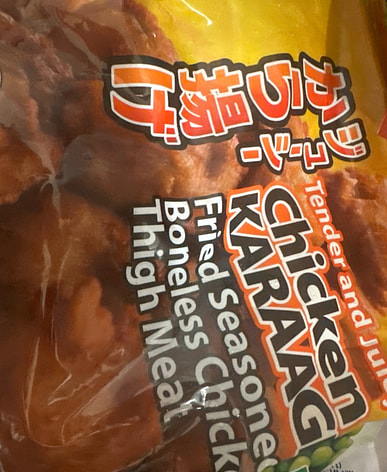 ジューシー
から揚げ
Tender and Juicy
Chicken
KARAAG
Fried Seasoned
Boneless Chick
Thigh Meat